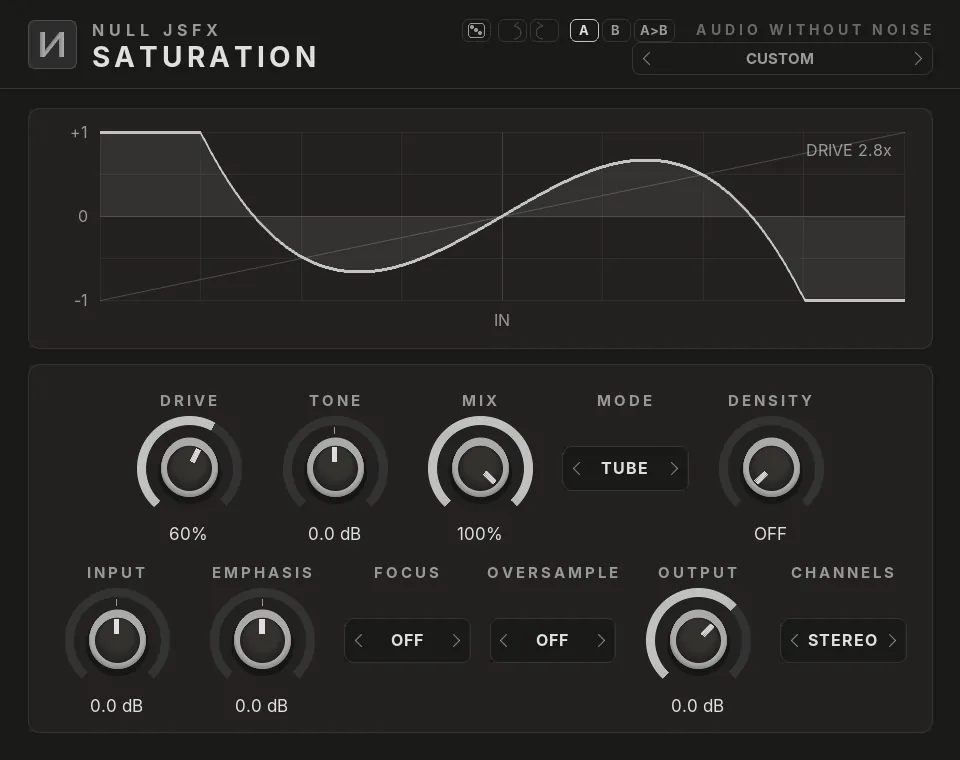 NULL JSFX
SATURATION
A B A>B AUDIO WITHOUT NOISE
CUSTOM
+1
DRIVE 2.8x
0
-1
IN
DRIVE TONE MIX MODE DENSITY
TUBE
60% 0.0 dB 100% OFF
INPUT EMPHASIS FOCUS OVERSAMPLE OUTPUT CHANNELS
OFF OFF STEREO
0.0 dB 0.0 dB 0.0 dB